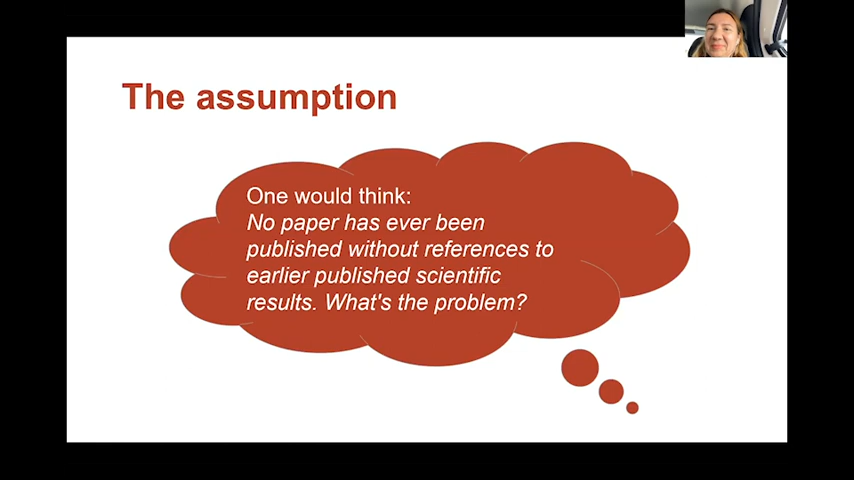 The assumption
One would think:
No paper has ever been
published without references to
earlier published scientific
results. What's the problem?